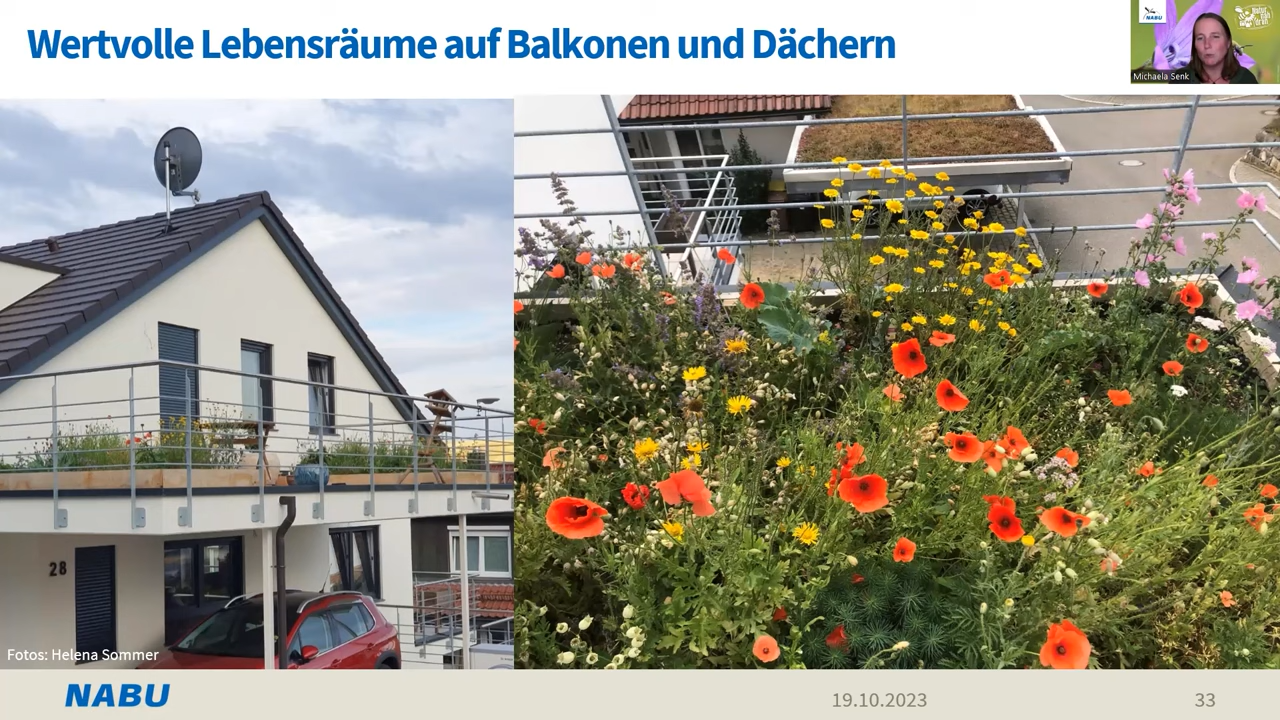 Wertvolle Lebensräume auf Balkonen und Dächern
NABU
Michaela Senk
28
Fotos: Helena Sommer
NABU
19.10.2023
33